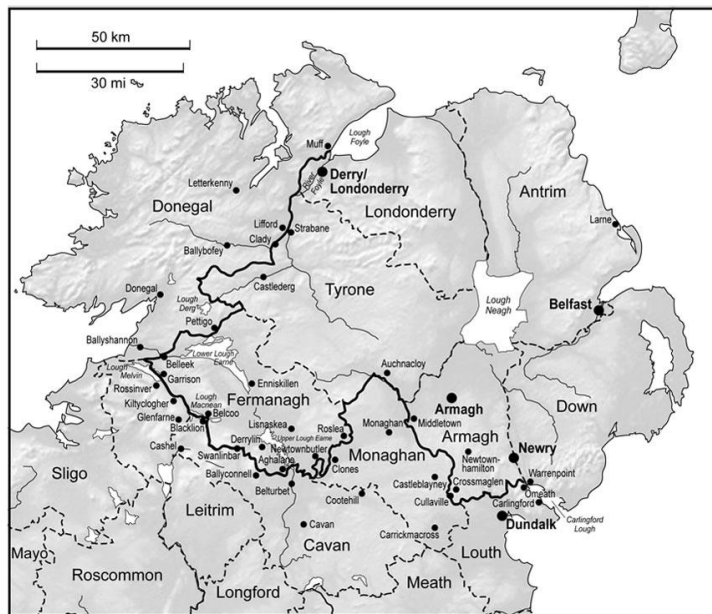 50 km
30 mi
Muff
Lough
Foyle
River
Foyle
Derry/
Londonderry
Antrim
Letterkenny
Donegal
Londonderry
Lifford
Strabane
Larne
Clady
Ballybofey
Castlederg
Tyrone
Donegal
Lough
Derg
Lough
Neagh
Belfast
Pettigo
Ballyshannon
Lower Lough
Erne
Lough
Melvin
Belleek
Garrison
Auchnacloy
Rossinver
Enniskillen
Kiltyclogher
Lough
Macnean
Fermanagh
Armagh
Down
Glenfarne
Belcoo
Blacklion
Lisnaskea
Roslea
Monaghan
Middletown
Armagh
Cashel
Derrylin
Upper Lough Earne
Newtownbutler
Monaghan
Newtown-
hamilton
Newry
Swanlinbar
Aghalane
Clones
Sligo
Ballyconnell
Castleblayney
Crossmaglen
Warrenpoint
Leitrim
Belturbet
Cootehill
Cullaville
Omeath
Carlingford
Dundalk
Carlingford
Lough
Cavan
Cavan
Carrickmacross
Louth
Mayo
Roscommon
Longford
Meath